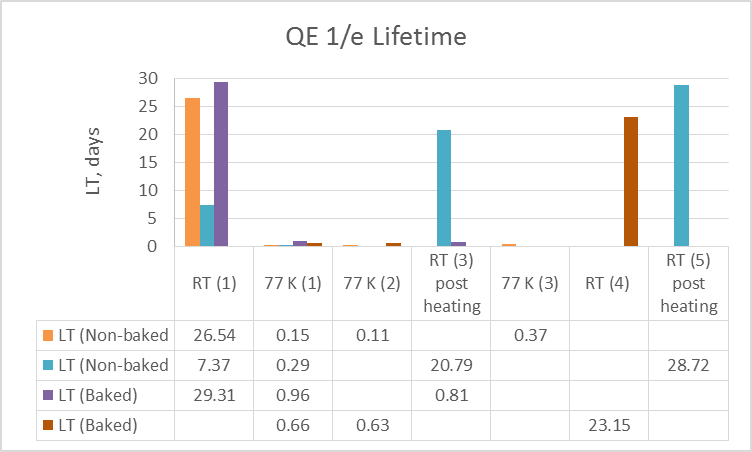 QE 1/e Lifetime
LT, days
30
25
20
15
10
5
0
RT (1) 77 K (1) 77 K (2) RT (3) post heating 77 K (3) RT (4) RT (5) post heating
LT (Non-baked 26.54 0.15 0.11 0.37
LT (Non-baked 7.37 0.29 20.79 28.72
LT (Baked) 29.31 0.96 0.81
LT (Baked) 0.66 0.63 23.15